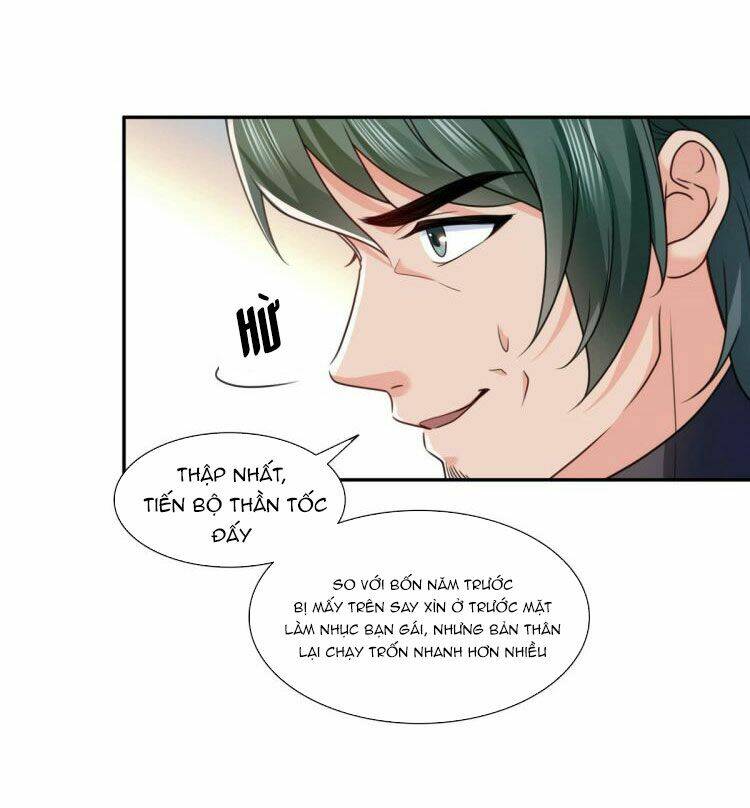 HỪ
THẬP NHẤT,
TIẾN BỘ THẦN TỐC
ĐẤY
SO VỚI BỐN NĂM TRƯỚC
BỊ MẤY TRÊN SAY XỈN Ở TRƯỚC MẶT
LÀM NHỤC BẠN GÁI, NHƯNG BẢN THÂN
LẠI CHẠY TRỐN NHANH HƠN NHIỀU